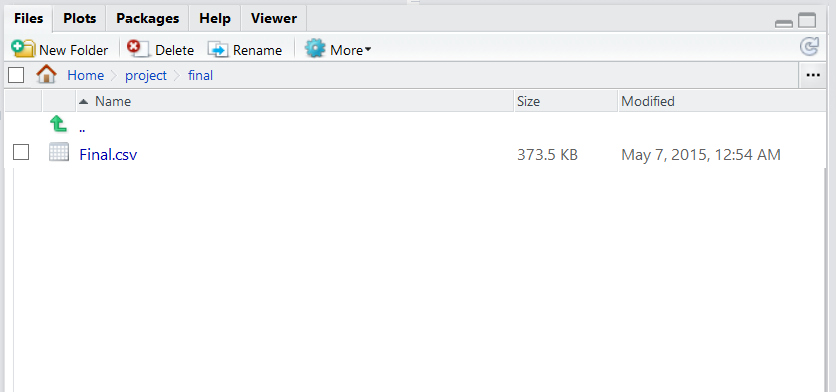 Files Plots Packages Help Viewer
New Folder Delete Rename More
Home project final ...
Name Size Modified
..
Final.csv 373.5 KB May 7, 2015, 12:54 AM